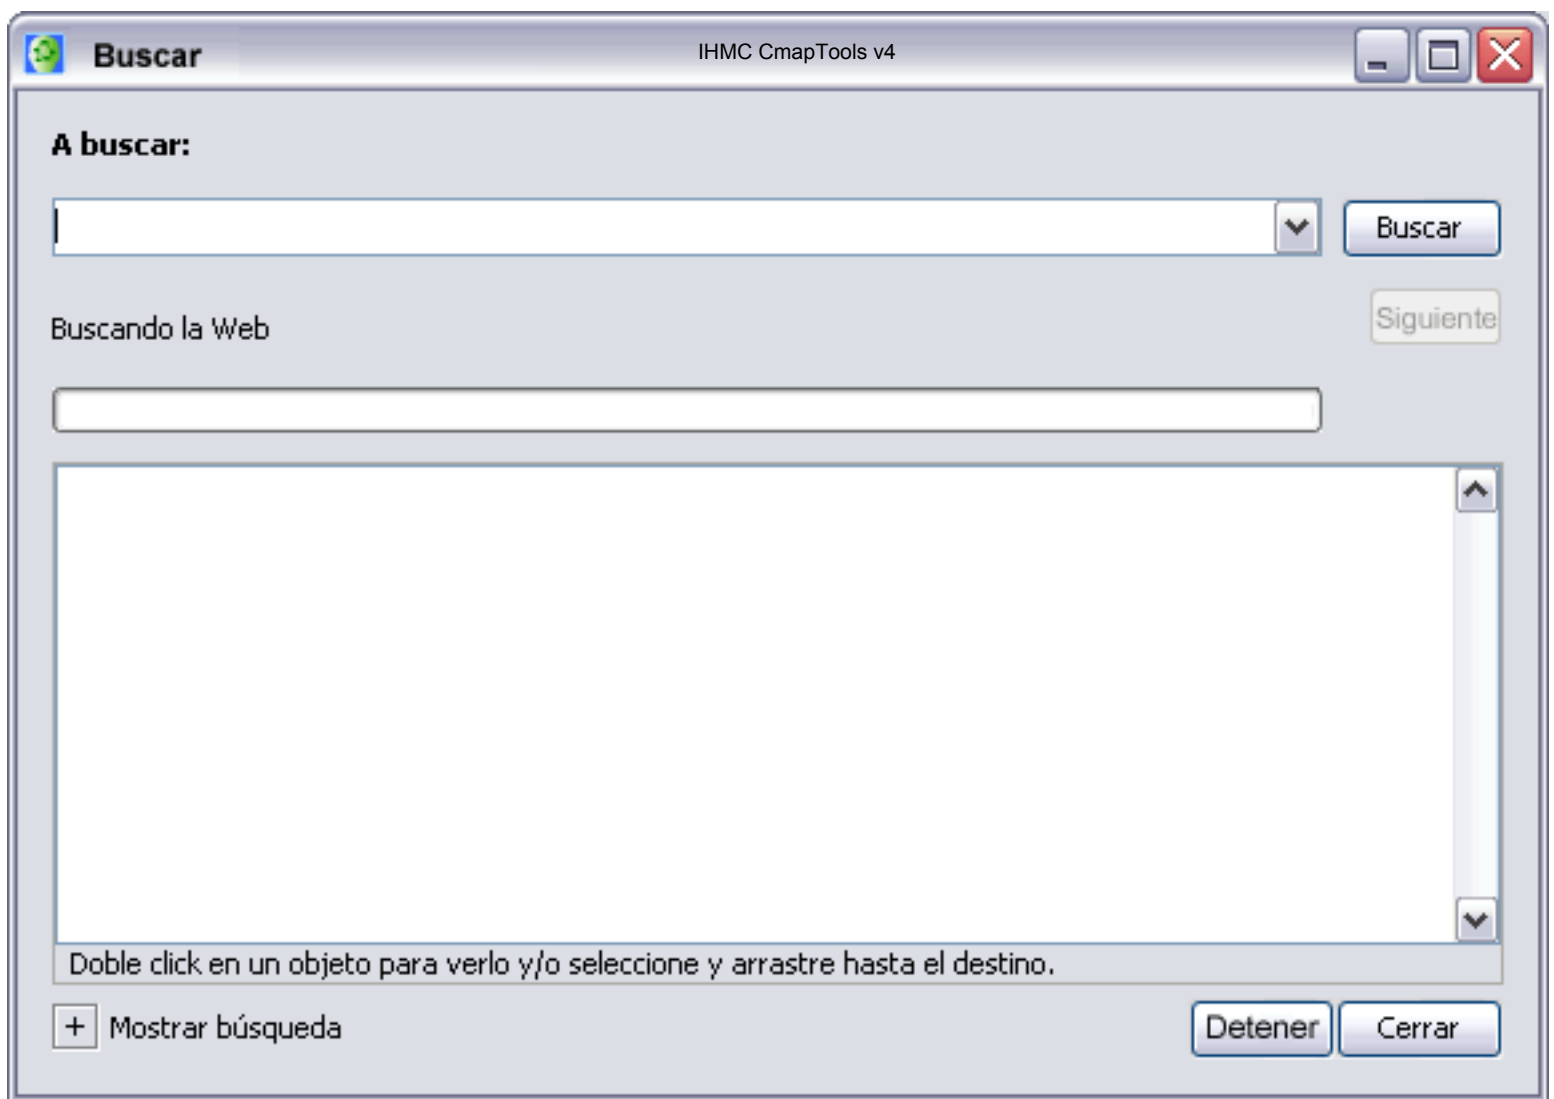 Buscar IHMC CmapTools v4
A buscar:
Buscar
Buscando la Web
Siguiente
Doble click en un objeto para verlo y/o seleccione y arrastre hasta el destino.
+ Mostrar búsqueda
Detener
Cerrar